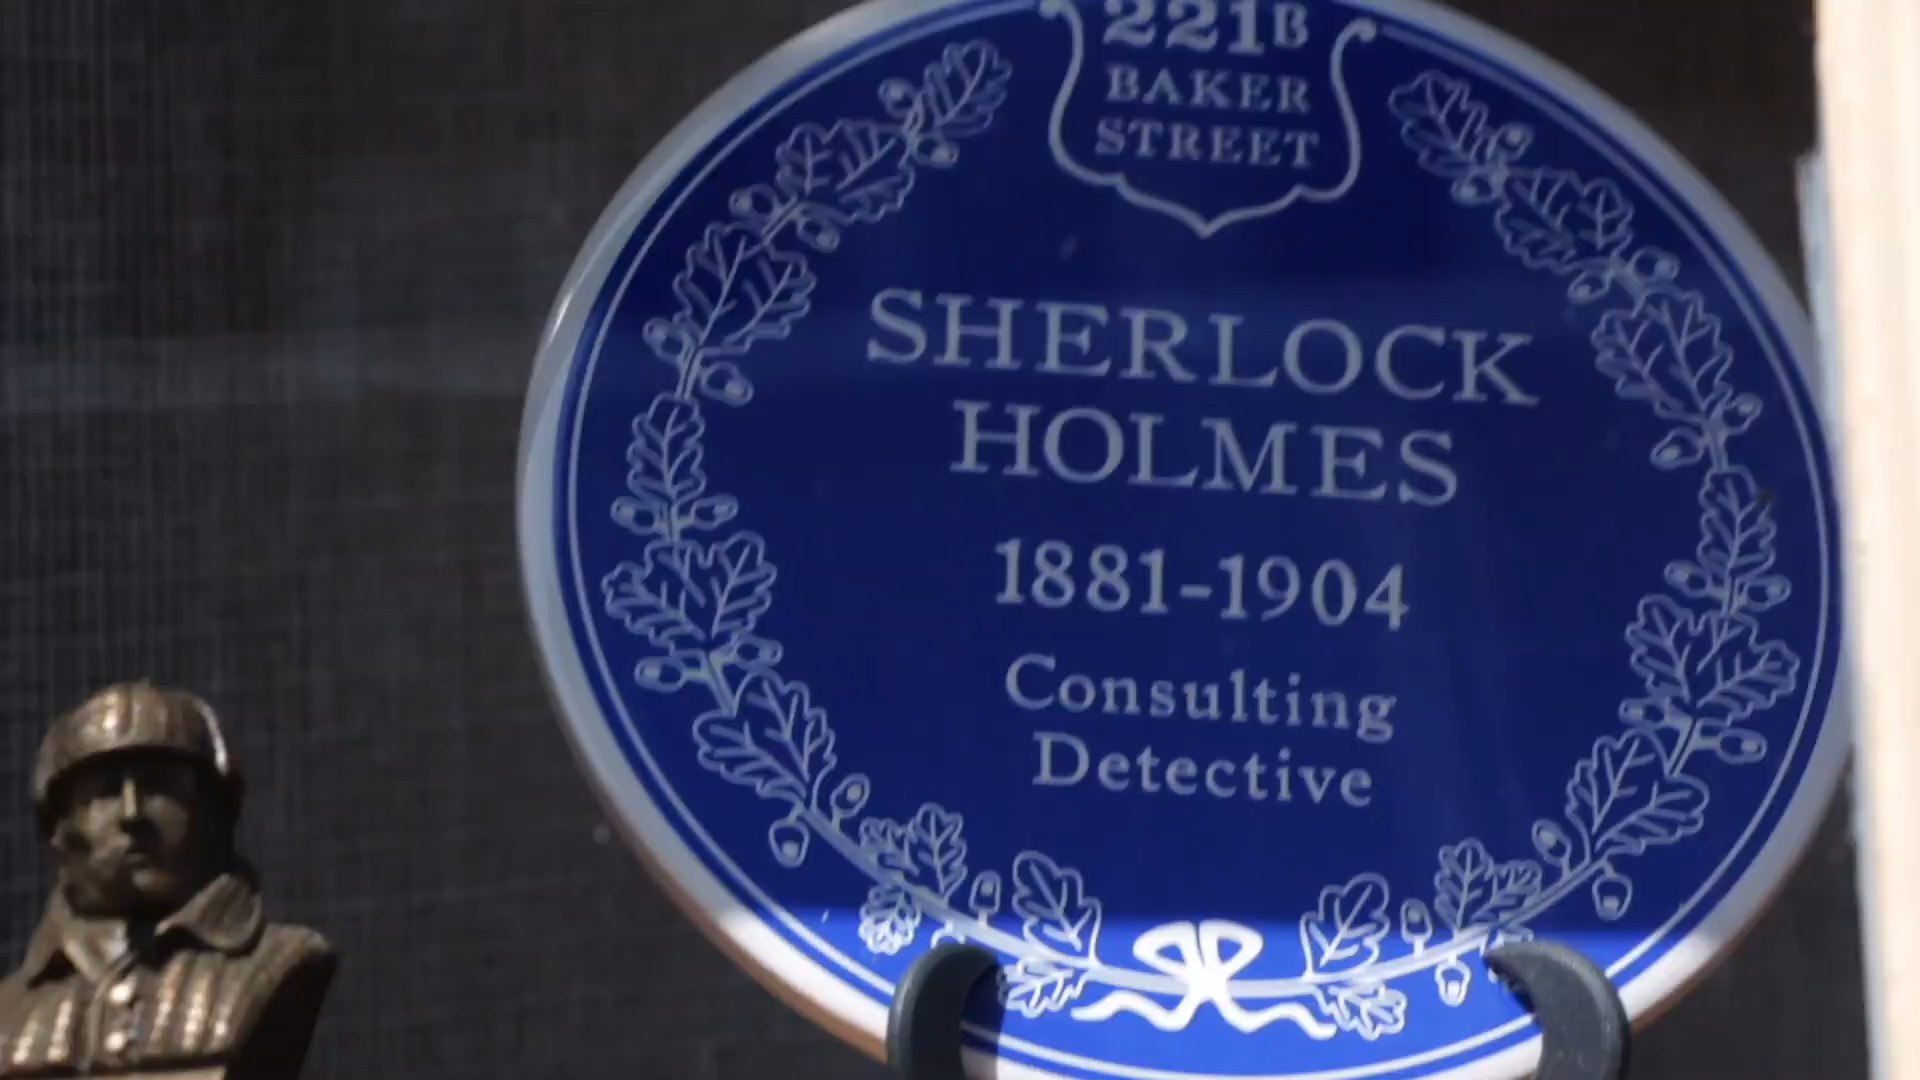 221B
BAKER
STREET
SHERLOCK
HOLMES
1881-1904
Consulting
Detective